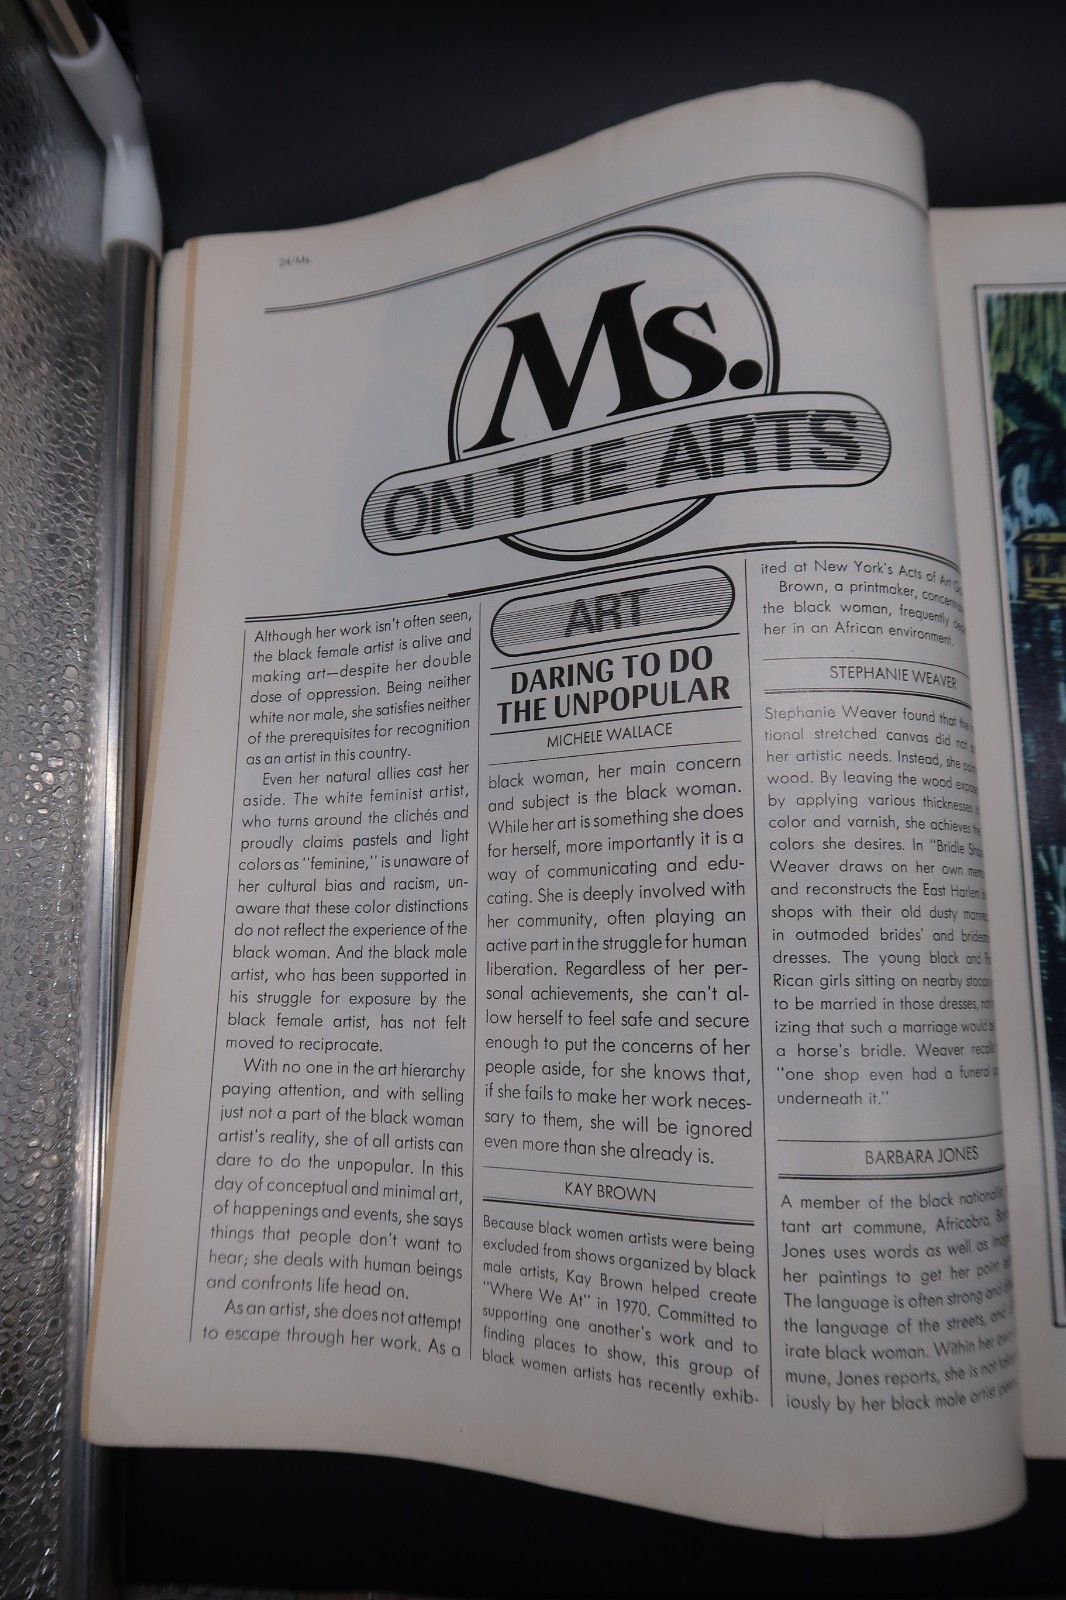 24/Ms.
Ms.
ON THE ARTS
Although her work isn't often seen,
the black female artist is alive and
making art—despite her double
dose of oppression. Being neither
white nor male, she satisfies neither
of the prerequisites for recognition
as an artist in this country.
Even her natural allies cast her
aside. The white feminist artist,
who turns around the clichés and
proudly claims pastels and light
colors as "feminine," is unaware of
her cultural bias and racism, un-
aware that these color distinctions
do not reflect the experience of the
black woman. And the black male
artist, who has been supported in
his struggle for exposure by the
black female artist, has not felt
moved to reciprocate.
With no one in the art hierarchy
paying attention, and with selling
just not a part of the black woman
artist's reality, she of all artists can
dare to do the unpopular. In this
day of conceptual and minimal art,
of happenings and events, she says
things that people don't want to
hear; she deals with human beings
and confronts life head on.
As an artist, she does not attempt
to escape through her work. As a
ART
DARING TO DO
THE UNPOPULAR
MICHELE WALLACE
black woman, her main concern
and subject is the black woman.
While her art is something she does
for herself, more importantly it is a
way of communicating and edu-
cating. She is deeply involved with
her community, often playing an
active part in the struggle for human
liberation. Regardless of her per-
sonal achievements, she can't al-
low herself to feel safe and secure
enough to put the concerns of her
people aside, for she knows that,
if she fails to make her work neces-
sary to them, she will be ignored
even more than she already is.
KAY BROWN
Because black women artists were being
excluded from shows organized by black
male artists, Kay Brown helped create
"Where We At" in 1970. Committed to
supporting one another's work and to
finding places to show, this group of
black women artists has recently exhib-
ited at New York's Acts of Art
Brown, a printmaker,
the black woman, frequently
her in an African environment.
STEPHANIE WEAVER
Stephanie Weaver found that
tional stretched canvas did
her artistic needs. Instead, she
wood. By leaving the wood
by applying various thicknesses
color and varnish, she achieves
colors she desires. In "Bridle
Weaver draws on her own
and reconstructs the East Harlem
shops with their old dusty
in outmoded brides' and
dresses. The young black and
Rican girls sitting on nearby
to be married in those dresses,
izing that such a marriage would
a horse's bridle. Weaver
"one shop even had a funeral
underneath it."
BARBARA JONES
A member of the black
tant art commune, Africobra,
Jones uses words as well as
her paintings to get her point
The language is often strong and
the language of the streets, and
irate black woman. Within her
mune, Jones reports, she is not
iously by her black male artist